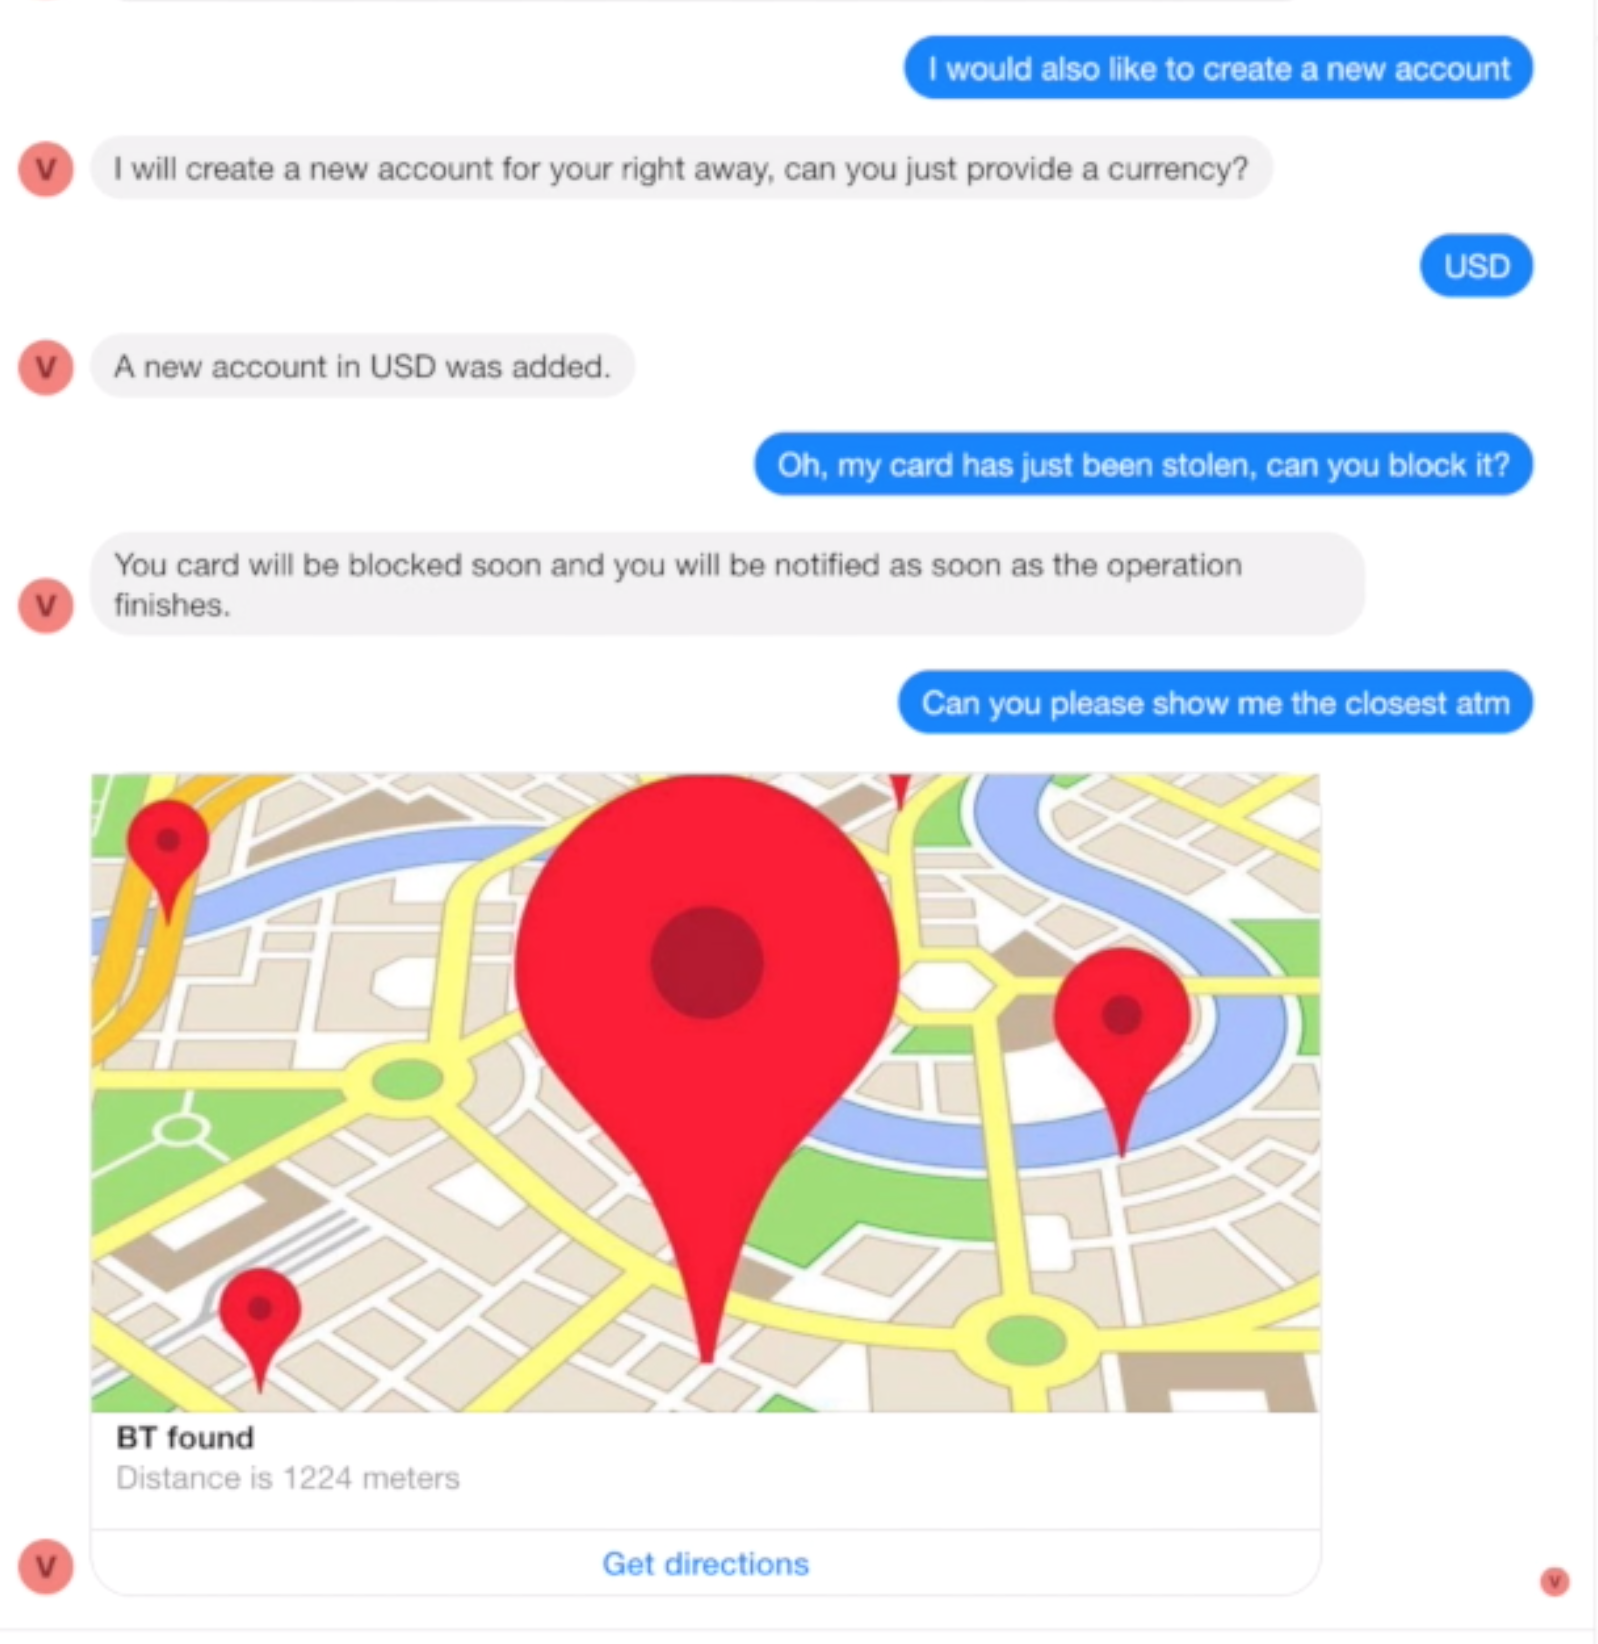 I would also like to create a new account
V
I will create a new account for your right away, can you just provide a currency?
USD
V
A new account in USD was added.
Oh, my card has just been stolen, can you block it?
You card will be blocked soon and you will be notified as soon as the operation
finishes.
V
Can you please show me the closest atm
BT found
Distance is 1224 meters
V
Get directions
V